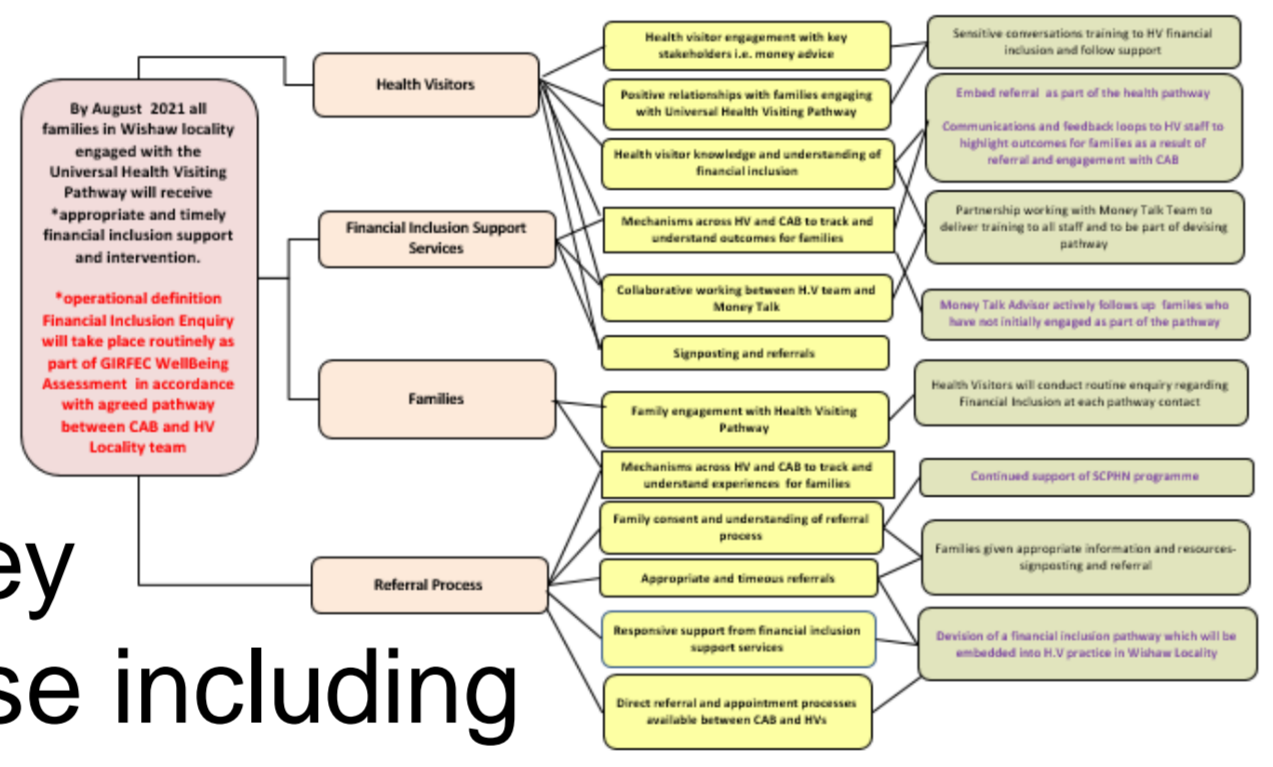 By August 2021 all
families in Wishaw locality
engaged with the
Universal Health Visiting
Pathway will receive
*appropriate and timely
financial inclusion support
and intervention.
*operational definition
Financial Inclusion Enquiry
will take place routinely as
part of GIRFEC WellBeing
Assessment in accordance
with agreed pathway
between CAB and HV
Locality team
Health Visitors
Financial Inclusion Support
Services
Families
Referral Process
Health visitor engagement with key
stakeholders i.e. money advice
Positive relationships with families engaging
with Universal Health Visiting Pathway
Health visitor knowledge and understanding of
financial inclusion
Mechanisms across HV and CAB to track and
understand outcomes for families
Collaborative working between H.V team and
Money Talk
Signposting and referrals
Family engagement with Health Visiting
Pathway
Mechanisms across HV and CAB to track and
understand experiences for families
Family consent and understanding of referral
process
Appropriate and timeous referrals
Responsive support from financial inclusion
support services
Direct referral and appointment processes
available between CAB and HVs
Sensitive conversations training to HV financial
inclusion and follow support
Embed referral as part of the health pathway
Communications and feedback loops to HV staff to
highlight outcomes for families as a result of
referral and engagement with CAB
Partnership working with Money Talk Team to
deliver training to all staff and to be part of devising
pathway
Money Talk Advisor actively follows up familes who
have not initially engaged as part of the pathway
Health Visitors will conduct routine enquiry regarding
Financial Inclusion at each pathway contact
Continued support of SCPHN programme
Families given appropriate information and resources-
signposting and referral
Devision of a financial inclusion pathway which will be
embedded into H.V practice in Wishaw Locality
ey
se including